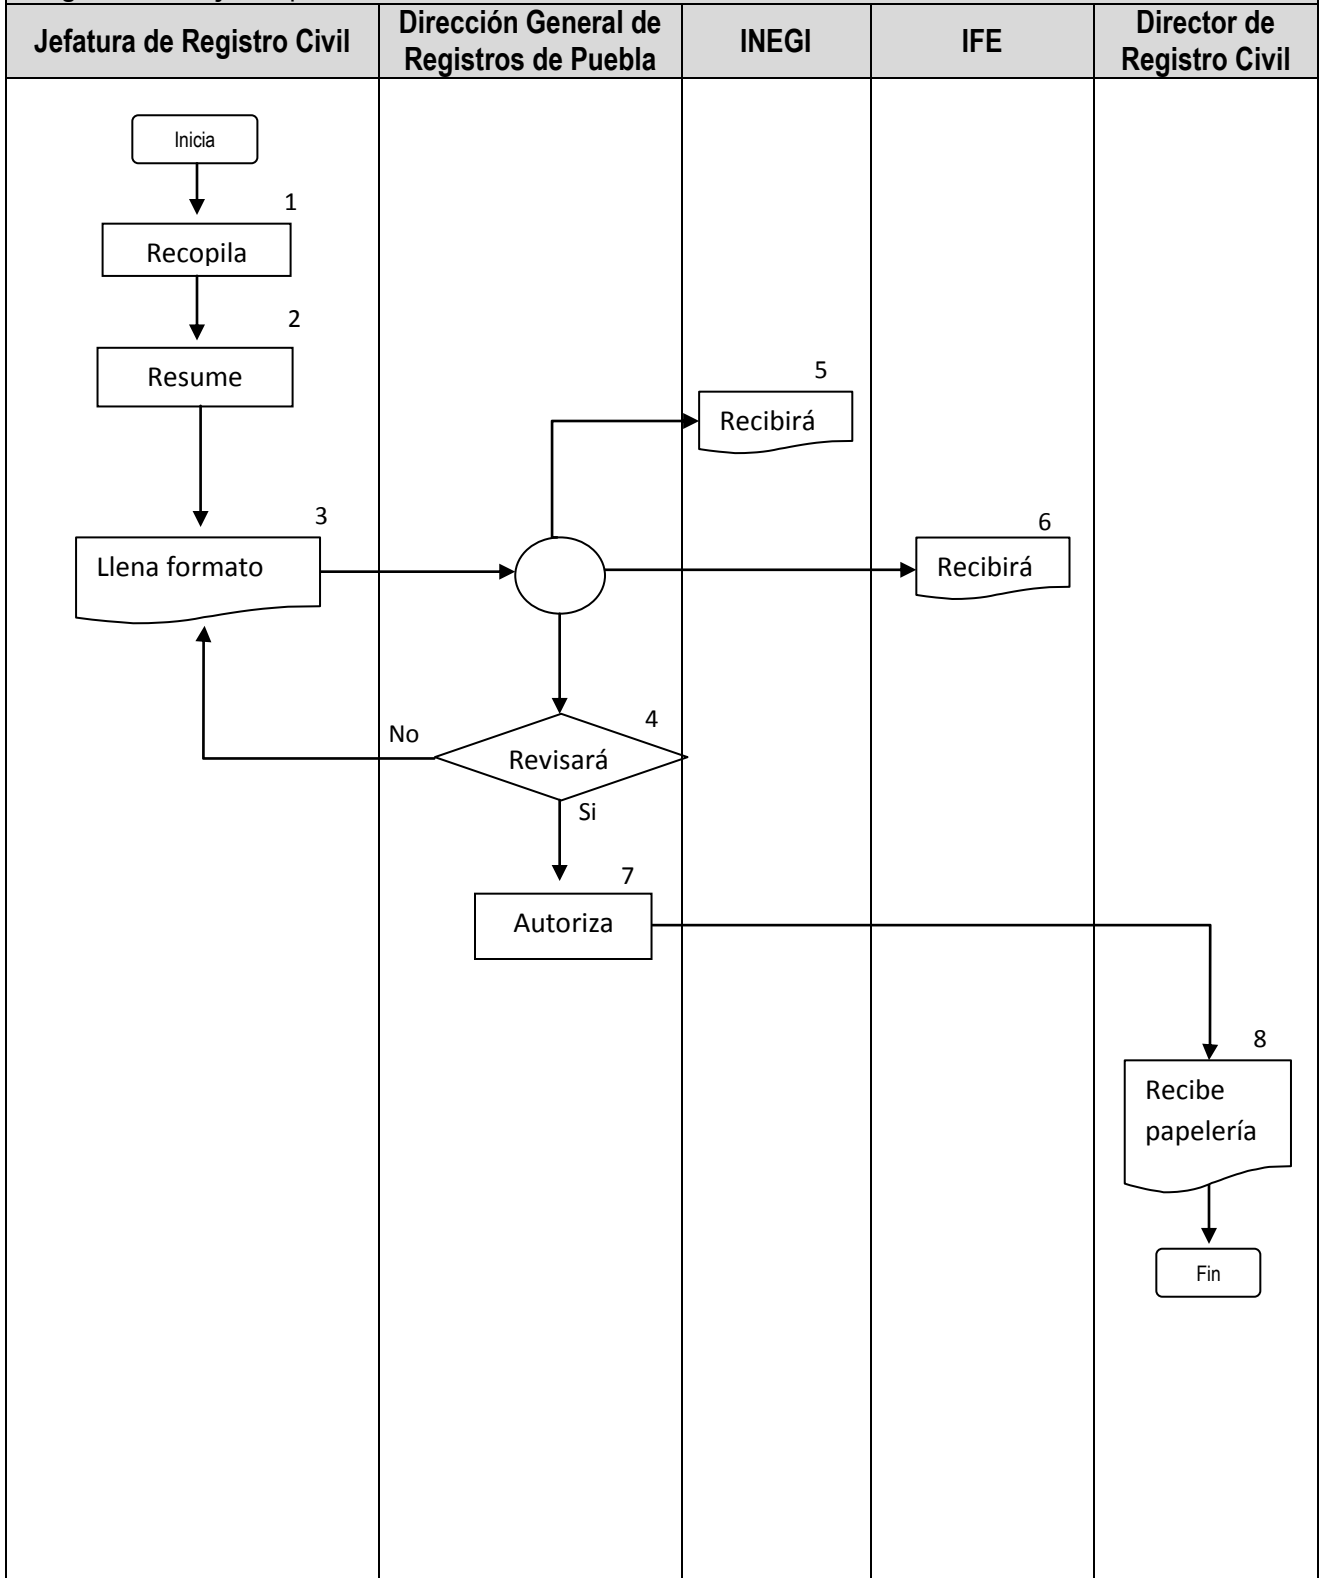 Jefatura de Registro Civil
Dirección General de
Registros de Puebla
INEGI
IFE
Director de
Registro Civil
Inicia
1
Recopila
2
Resume
3
Llena formato
5
Recibirá
6
Recibirá
4
Revisará
No
Si
7
Autoriza
8
Recibe
papelería
Fin